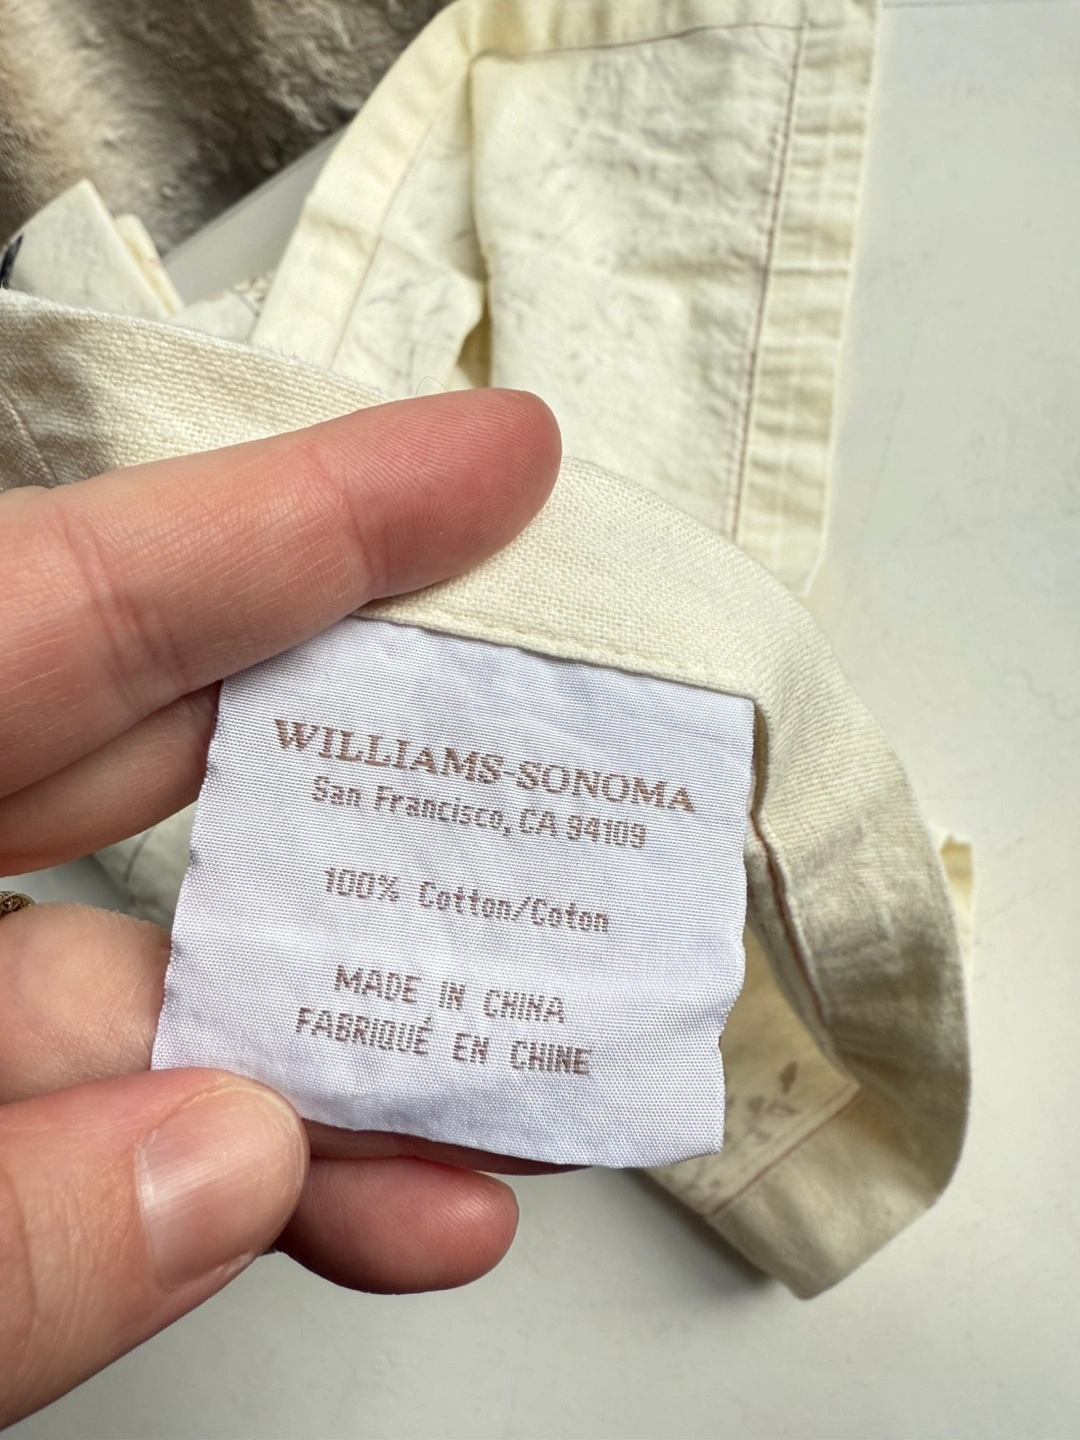 WILLIAMS-SONOMA
San Francisco, CA 94109
100% Cotton/Coton
MADE IN CHINA
FABRIQUÉ EN CHINE